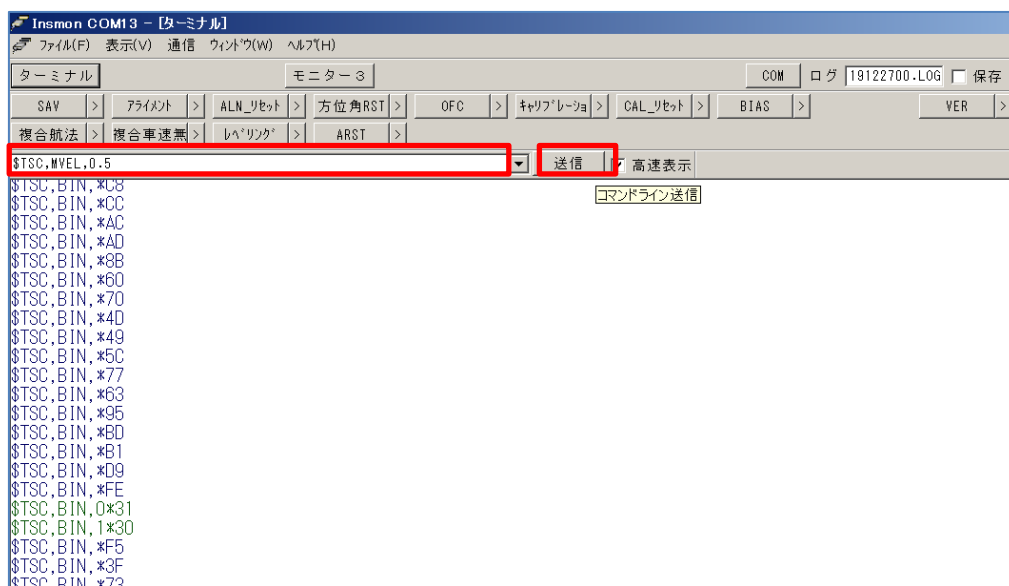 Insmon COM13 - [ターミナル]
ファイル(F) 表示(V) 通信 ウィンドウ(W) ヘルプ(H)
ターミナル モニター3 COM ログ 19122700.LOG 保存
SAV > アライメント > ALN_リセット > 方位角RST > OFC > キャリブレーショ > CAL_リセット > BIAS > VER >
複合航法 > 複合車速無 > レベリング > ARST >
$TSC,MVEL,0.5 送信 高速表示
コマンドライン送信
$TSC,BIN,*C8
$TSC,BIN,*CC
$TSC,BIN,*AC
$TSC,BIN,*AD
$TSC,BIN,*8B
$TSC,BIN,*60
$TSC,BIN,*70
$TSC,BIN,*4D
$TSC,BIN,*49
$TSC,BIN,*5C
$TSC,BIN,*77
$TSC,BIN,*63
$TSC,BIN,*95
$TSC,BIN,*BD
$TSC,BIN,*B1
$TSC,BIN,*D9
$TSC,BIN,*FE
$TSC,BIN,0*31
$TSC,BIN,1*30
$TSC,BIN,*F5
$TSC,BIN,*3F
$TSC,BIN,*73